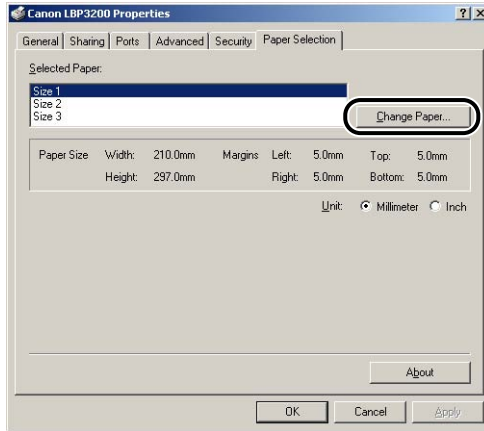 Canon LBP3200 Properties
General Sharing Ports Advanced Security Paper Selection
Selected Paper:
Size 1
Size 2
Size 3
Change Paper...
Paper Size Width: 210.0mm Margins Left: 5.0mm Top: 5.0mm
Height: 297.0mm Right: 5.0mm Bottom: 5.0mm
Unit: Millimeter Inch
About
OK Cancel Apply